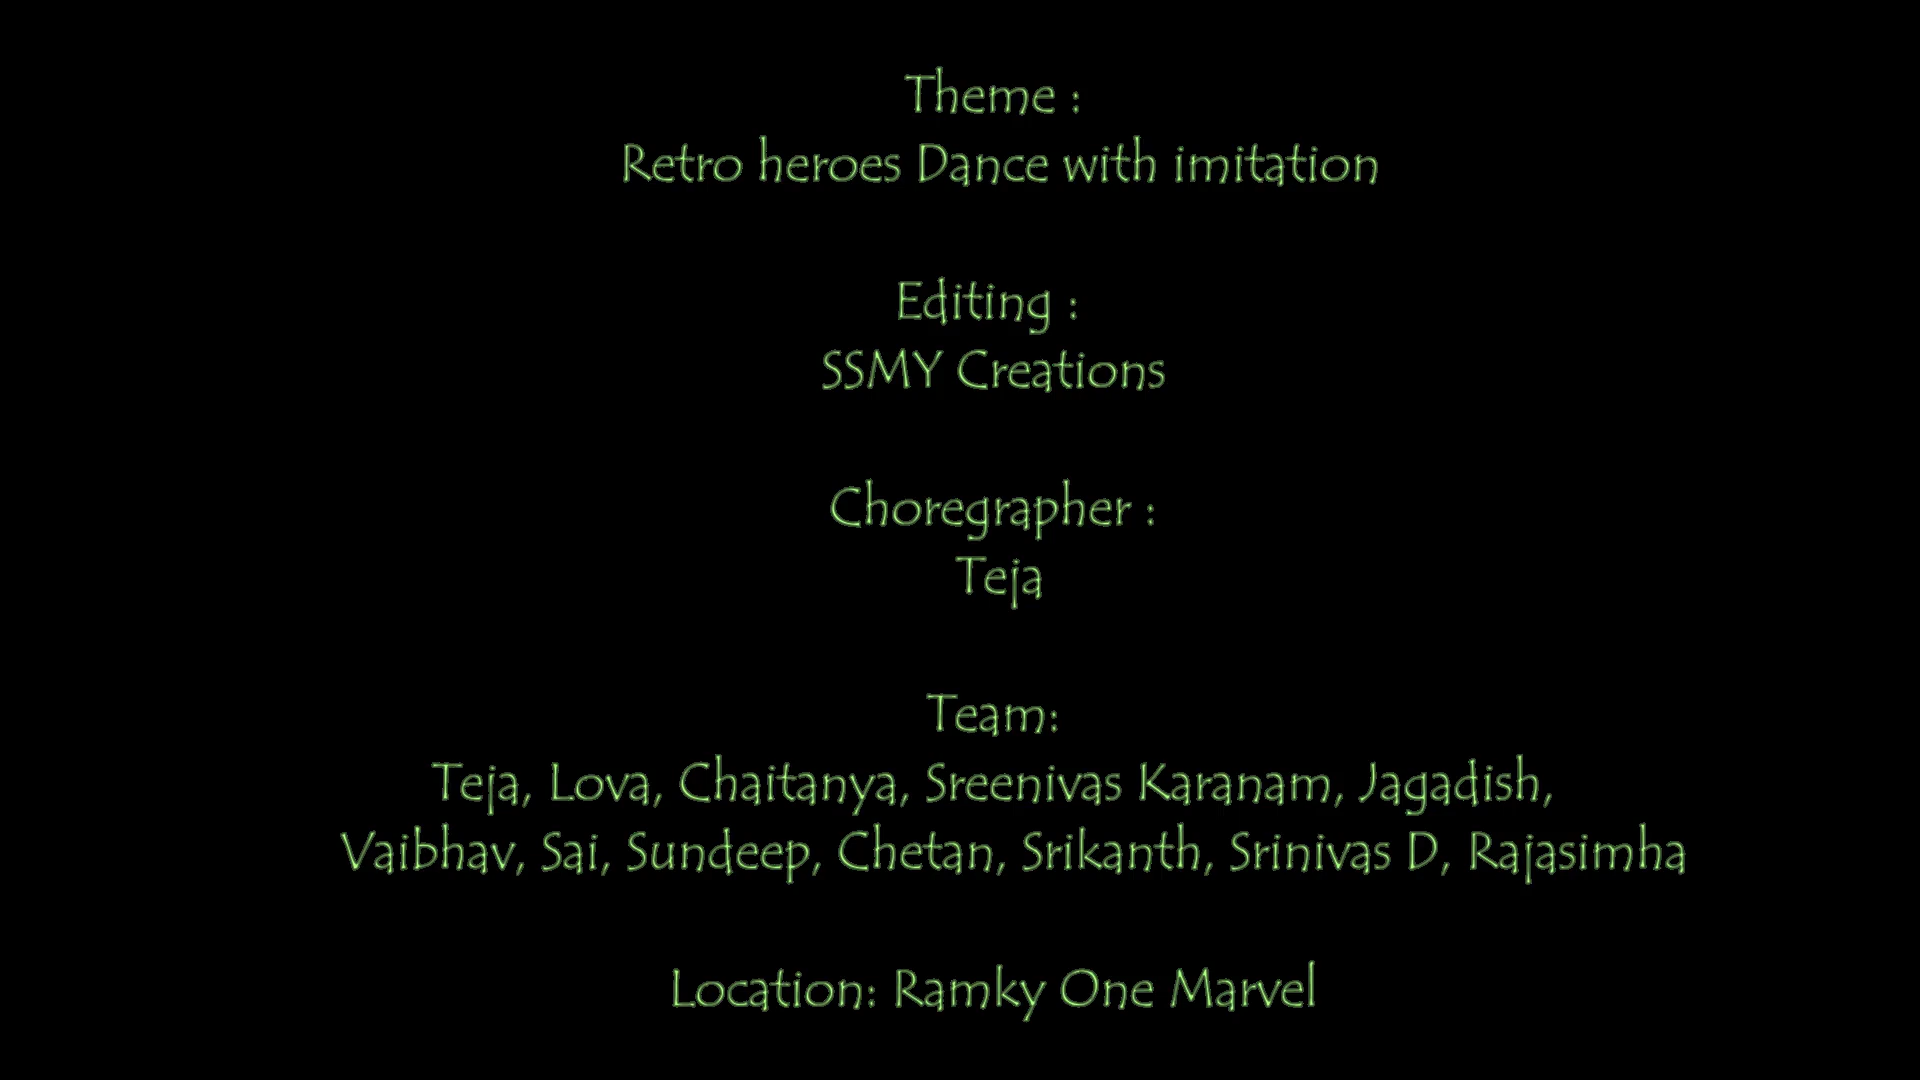 Theme :
Retro heroes Dance with imitation
Editing :
SSMY Creations
Choregrapher :
Teja
Team:
Teja, Lova, Chaitanya, Sreenivas Karanam, Jagadish,
Vaibhav, Sai, Sundeep, Chetan, Srikanth, Srinivas D, Rajasimha
Location: Ramky One Marvel